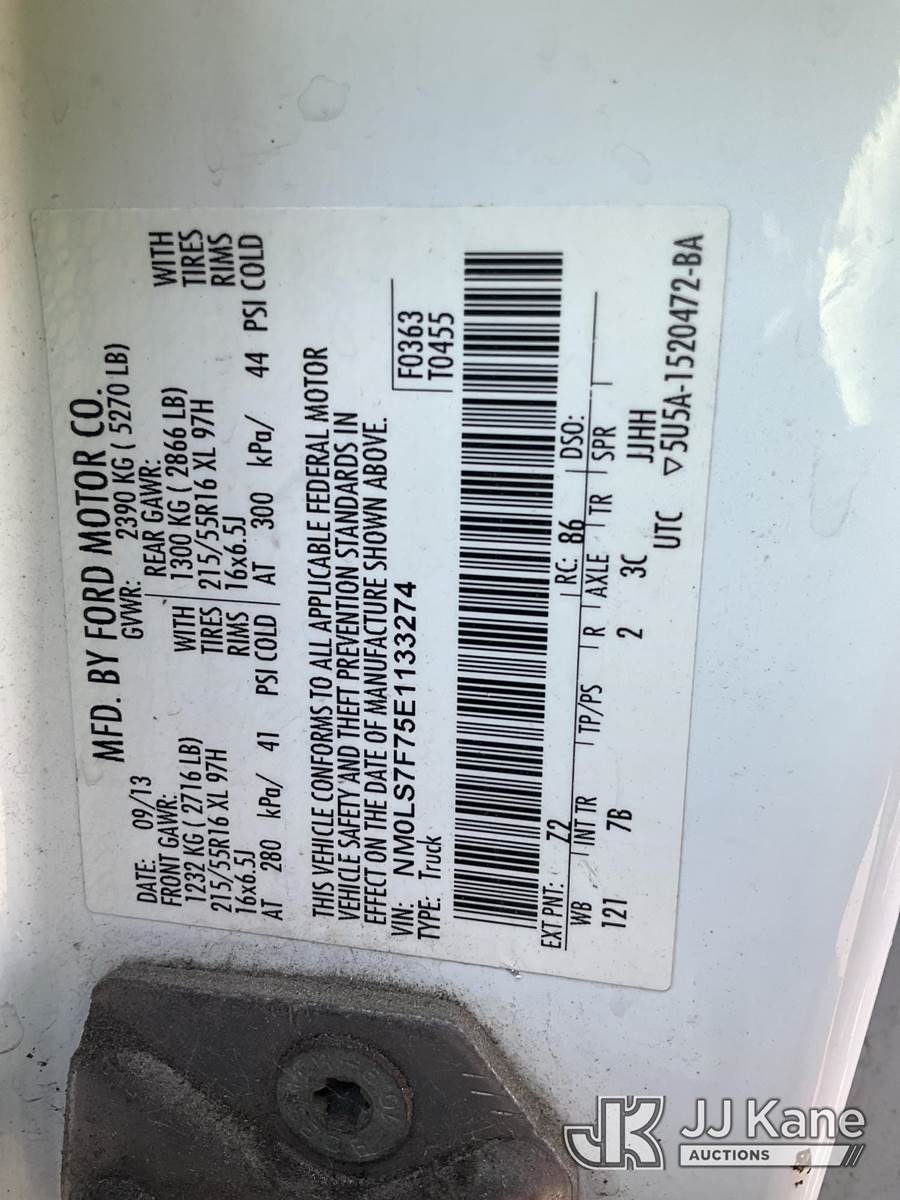 MFD. BY FORD MOTOR CO.
DATE: 09/13 GVWR: 2390 KG ( 5270 LB)
FRONT GAWR: REAR GAWR:
1232 KG ( 2716 LB) WITH 1300 KG ( 2866 LB) WITH
215/55R16 XL 97H TIRES 215/55R16 XL 97H TIRES
16x6.5J RIMS 16x6.5J RIMS
AT 280 kPa/ 41 PSI COLD AT 300 kPa/ 44 PSI COLD
THIS VEHICLE CONFORMS TO ALL APPLICABLE FEDERAL MOTOR
VEHICLE SAFETY AND THEFT PREVENTION STANDARDS IN
EFFECT ON THE DATE OF MANUFACTURE SHOWN ABOVE.
VIN: NM0LS7F75E1133274 F0363
TYPE: Truck T0455
EXT PNT: Z2 RC: 86 DSO:
WB INT TR TP/PS R AXLE TR SPR
121 7B 2 3C JJHH
UTC ▽5U5A-1520472-BA
JK JJ Kane
AUCTIONS